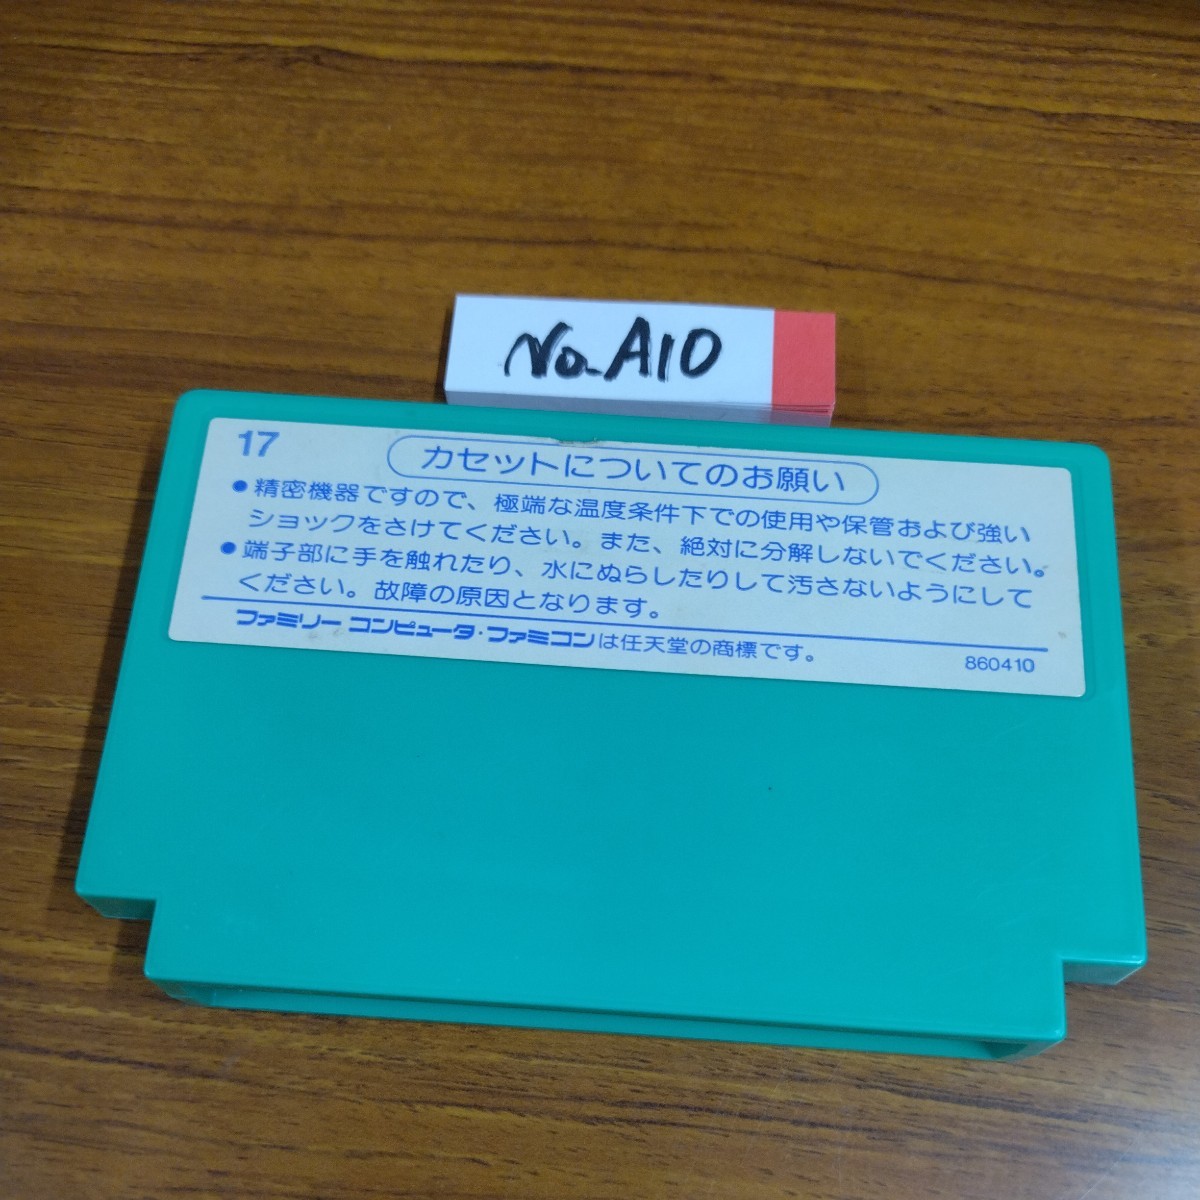 No.A10
17
カセットについてのお願い
●精密機器ですので、極端な温度条件下での使用や保管および強い
ショックをさけてください。また、絶対に分解しないでください。
●端子部に手を触れたり、水にぬらしたりして汚さないようにして
ください。故障の原因となります。
ファミリー コンピュータ・ファミコンは任天堂の商標です。
860410